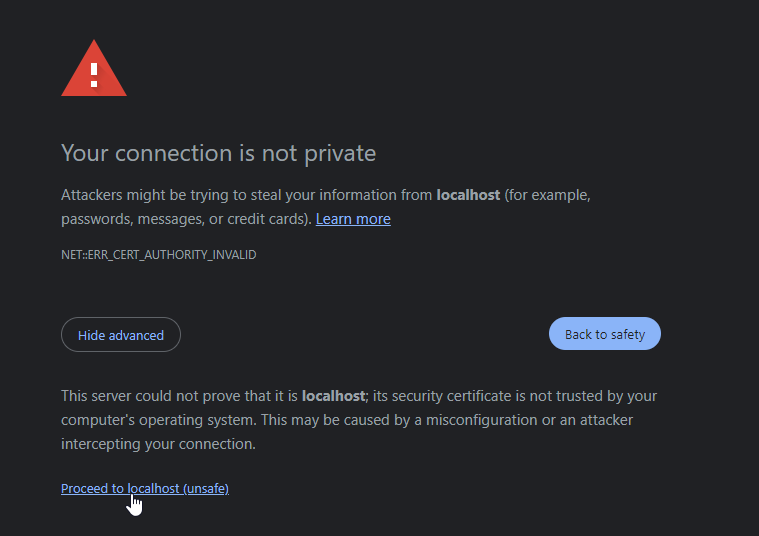 Your connection is not private
Attackers might be trying to steal your information from localhost (for example,
passwords, messages, or credit cards). Learn more
NET::ERR_CERT_AUTHORITY_INVALID
Hide advanced
Back to safety
This server could not prove that it is localhost; its security certificate is not trusted by your
computer's operating system. This may be caused by a misconfiguration or an attacker
intercepting your connection.
Proceed to localhost (unsafe)